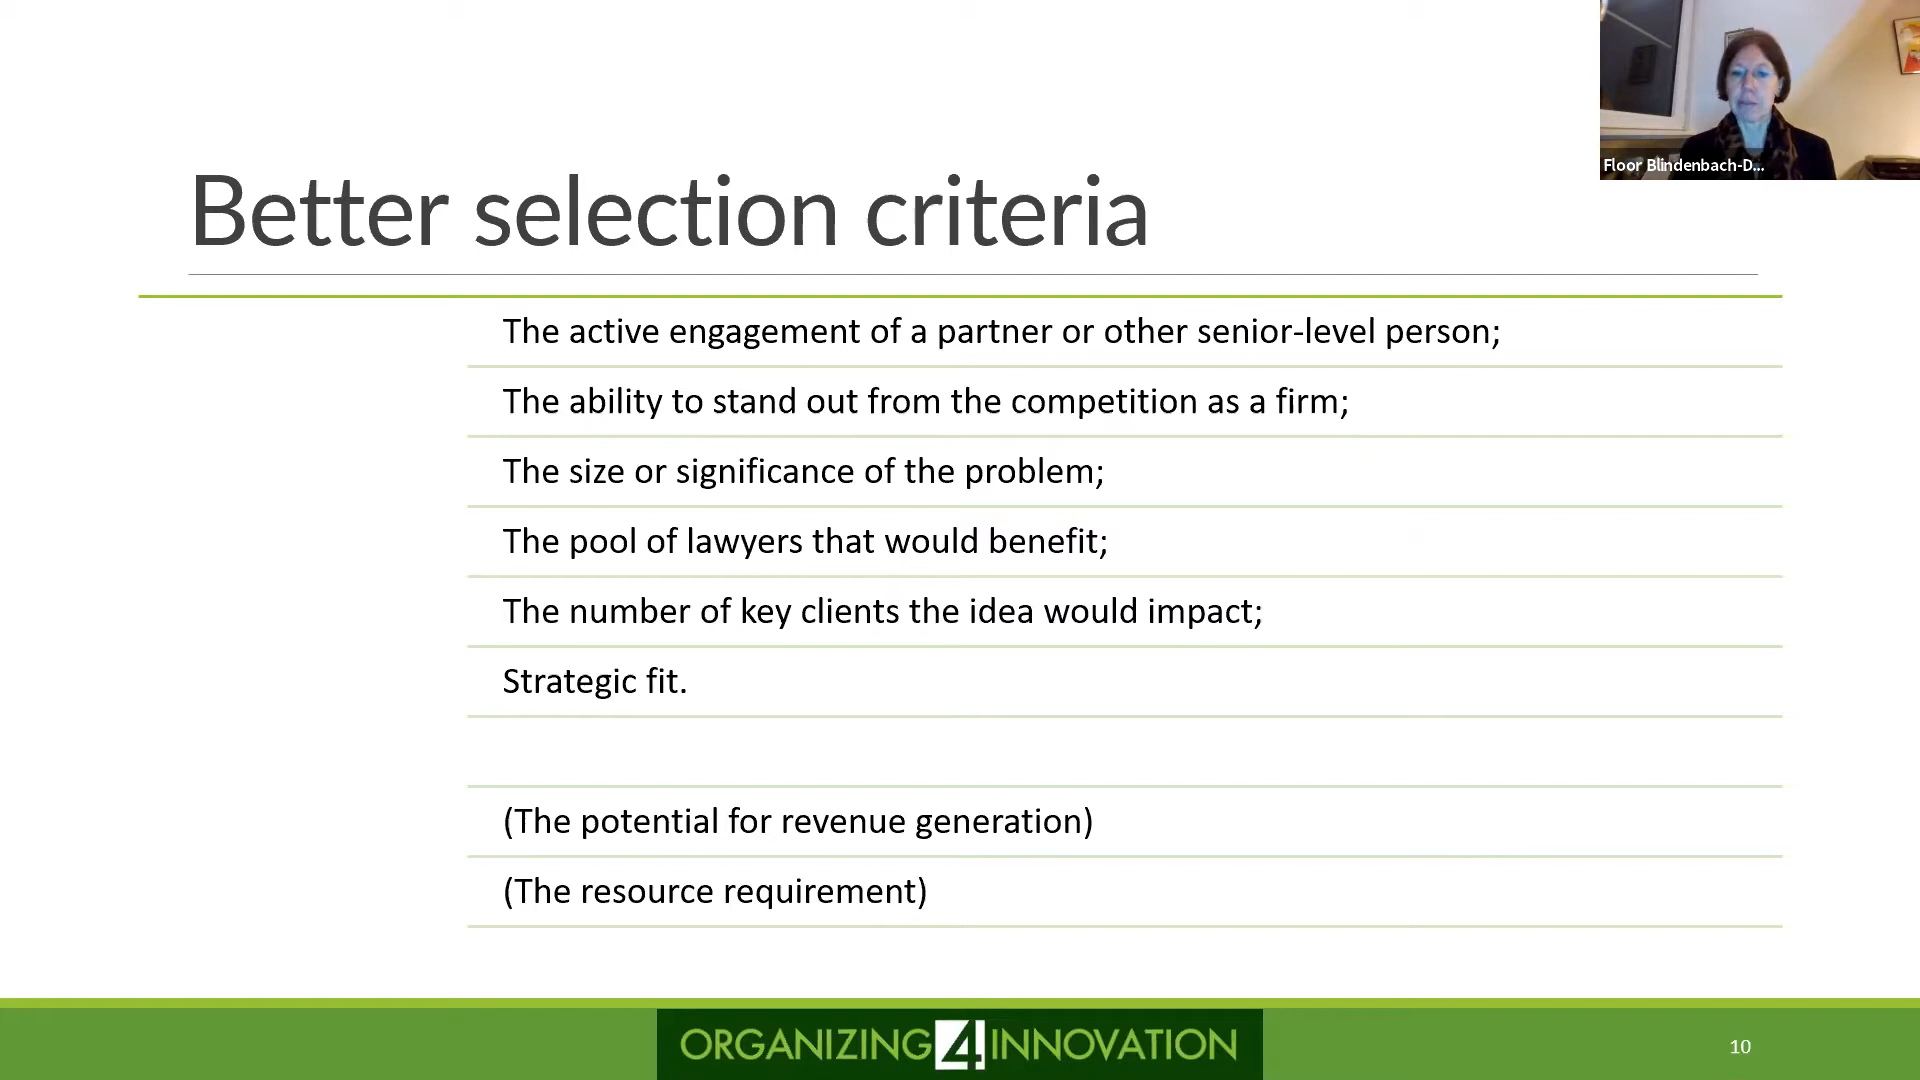 Floor Blindenbach-D...
Better selection criteria
The active engagement of a partner or other senior-level person;
The ability to stand out from the competition as a firm;
The size or significance of the problem;
The pool of lawyers that would benefit;
The number of key clients the idea would impact;
Strategic fit.
(The potential for revenue generation)
(The resource requirement)
ORGANIZING4INNOVATION
10